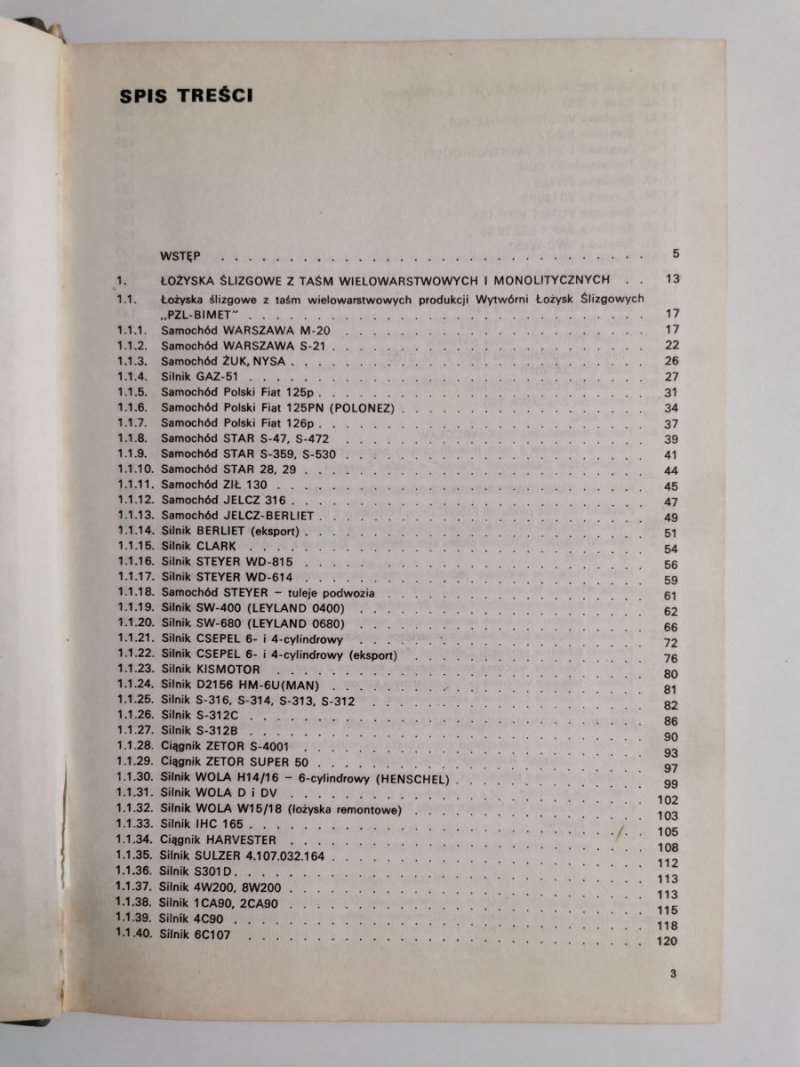 SPIS TREŚCI
WSTĘP . . . . . . . . . . 5
1. ŁOŻYSKA ŚLIZGOWE Z TAŚM WIELOWARSTWOWYCH I MONOLITYCZNYCH . . 13
1.1. Łożyska ślizgowe z taśm wielowarstwowych produkcji Wytwórni Łożysk Ślizgowych
„PZL-BIMET" . . . . . . . . . . 17
1.1.1. Samochód WARSZAWA M-20 . . . . . . . . . . 17
1.1.2. Samochód WARSZAWA S-21 . . . . . . . . . . 22
1.1.3. Samochód ŻUK, NYSA . . . . . . . . . . 26
1.1.4. Silnik GAZ-51 . . . . . . . . . . 27
1.1.5. Samochód Polski Fiat 125p . . . . . . . . . . 31
1.1.6. Samochód Polski Fiat 125PN (POLONEZ) . . . . . . . . . . 34
1.1.7. Samochód Polski Fiat 126p . . . . . . . . . . 37
1.1.8. Samochód STAR S-47, S-472 . . . . . . . . . . 39
1.1.9. Samochód STAR S-359, S-530 . . . . . . . . . . 41
1.1.10. Samochód STAR 28, 29 . . . . . . . . . . 44
1.1.11. Samochód ZIŁ 130 . . . . . . . . . . 45
1.1.12. Samochód JELCZ 316 . . . . . . . . . . 47
1.1.13. Samochód JELCZ-BERLIET . . . . . . . . . . 49
1.1.14. Silnik BERLIET (eksport) . . . . . . . . . . 51
1.1.15. Silnik CLARK . . . . . . . . . . 54
1.1.16. Silnik STEYER WD-815 . . . . . . . . . . 56
1.1.17. Silnik STEYER WD-614 . . . . . . . . . . 59
1.1.18. Samochód STEYER – tuleje podwozia . . . . . . . . . . 61
1.1.19. Silnik SW-400 (LEYLAND 0400) . . . . . . . . . . 62
1.1.20. Silnik SW-680 (LEYLAND 0680) . . . . . . . . . . 66
1.1.21. Silnik CSEPEL 6- i 4-cylindrowy . . . . . . . . . . 72
1.1.22. Silnik CSEPEL 6- i 4-cylindrowy (eksport) . . . . . . . . . . 76
1.1.23. Silnik KISMOTOR . . . . . . . . . . 80
1.1.24. Silnik D2156 HM-6U(MAN) . . . . . . . . . . 81
1.1.25. Silnik S-316, S-314, S-313, S-312 . . . . . . . . . . 82
1.1.26. Silnik S-312C . . . . . . . . . . 86
1.1.27. Silnik S-312B . . . . . . . . . . 90
1.1.28. Ciągnik ZETOR S-4001 . . . . . . . . . . 93
1.1.29. Ciągnik ZETOR SUPER 50 . . . . . . . . . . 97
1.1.30. Silnik WOLA H14/16 – 6-cylindrowy (HENSCHEL) . . . . . . . . . . 99
1.1.31. Silnik WOLA D i DV . . . . . . . . . . 102
1.1.32. Silnik WOLA W15/18 (łożyska remontowe) . . . . . . . . . . 103
1.1.33. Silnik IHC 165 . . . . . . . . . . 105
1.1.34. Ciągnik HARVESTER . . . . . . . . . . 108
1.1.35. Silnik SULZER 4.107.032.164 . . . . . . . . . . 112
1.1.36. Silnik S301D . . . . . . . . . . 113
1.1.37. Silnik 4W200, 8W200 . . . . . . . . . . 113
1.1.38. Silnik 1CA90, 2CA90 . . . . . . . . . . 115
1.1.39. Silnik 4C90 . . . . . . . . . . 118
1.1.40. Silnik 6C107 . . . . . . . . . . 120
3